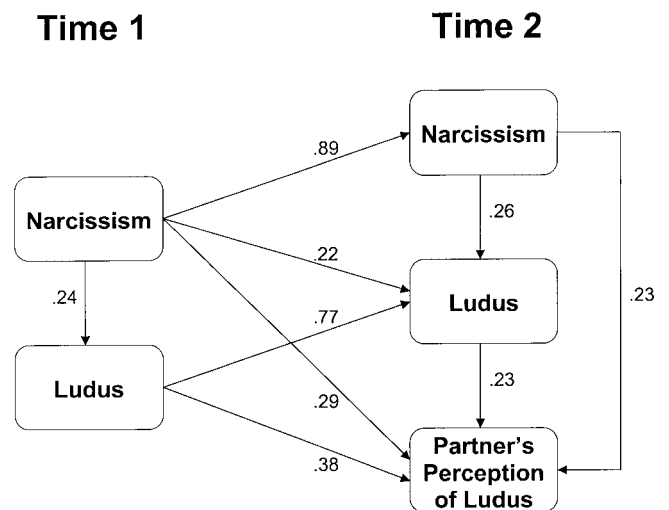 Time 1
Time 2
Narcissism
.89
Narcissism
.26
.22
.24
Ludus
.23
.77
Ludus
.23
.29
.38
Partner's
Perception
of Ludus